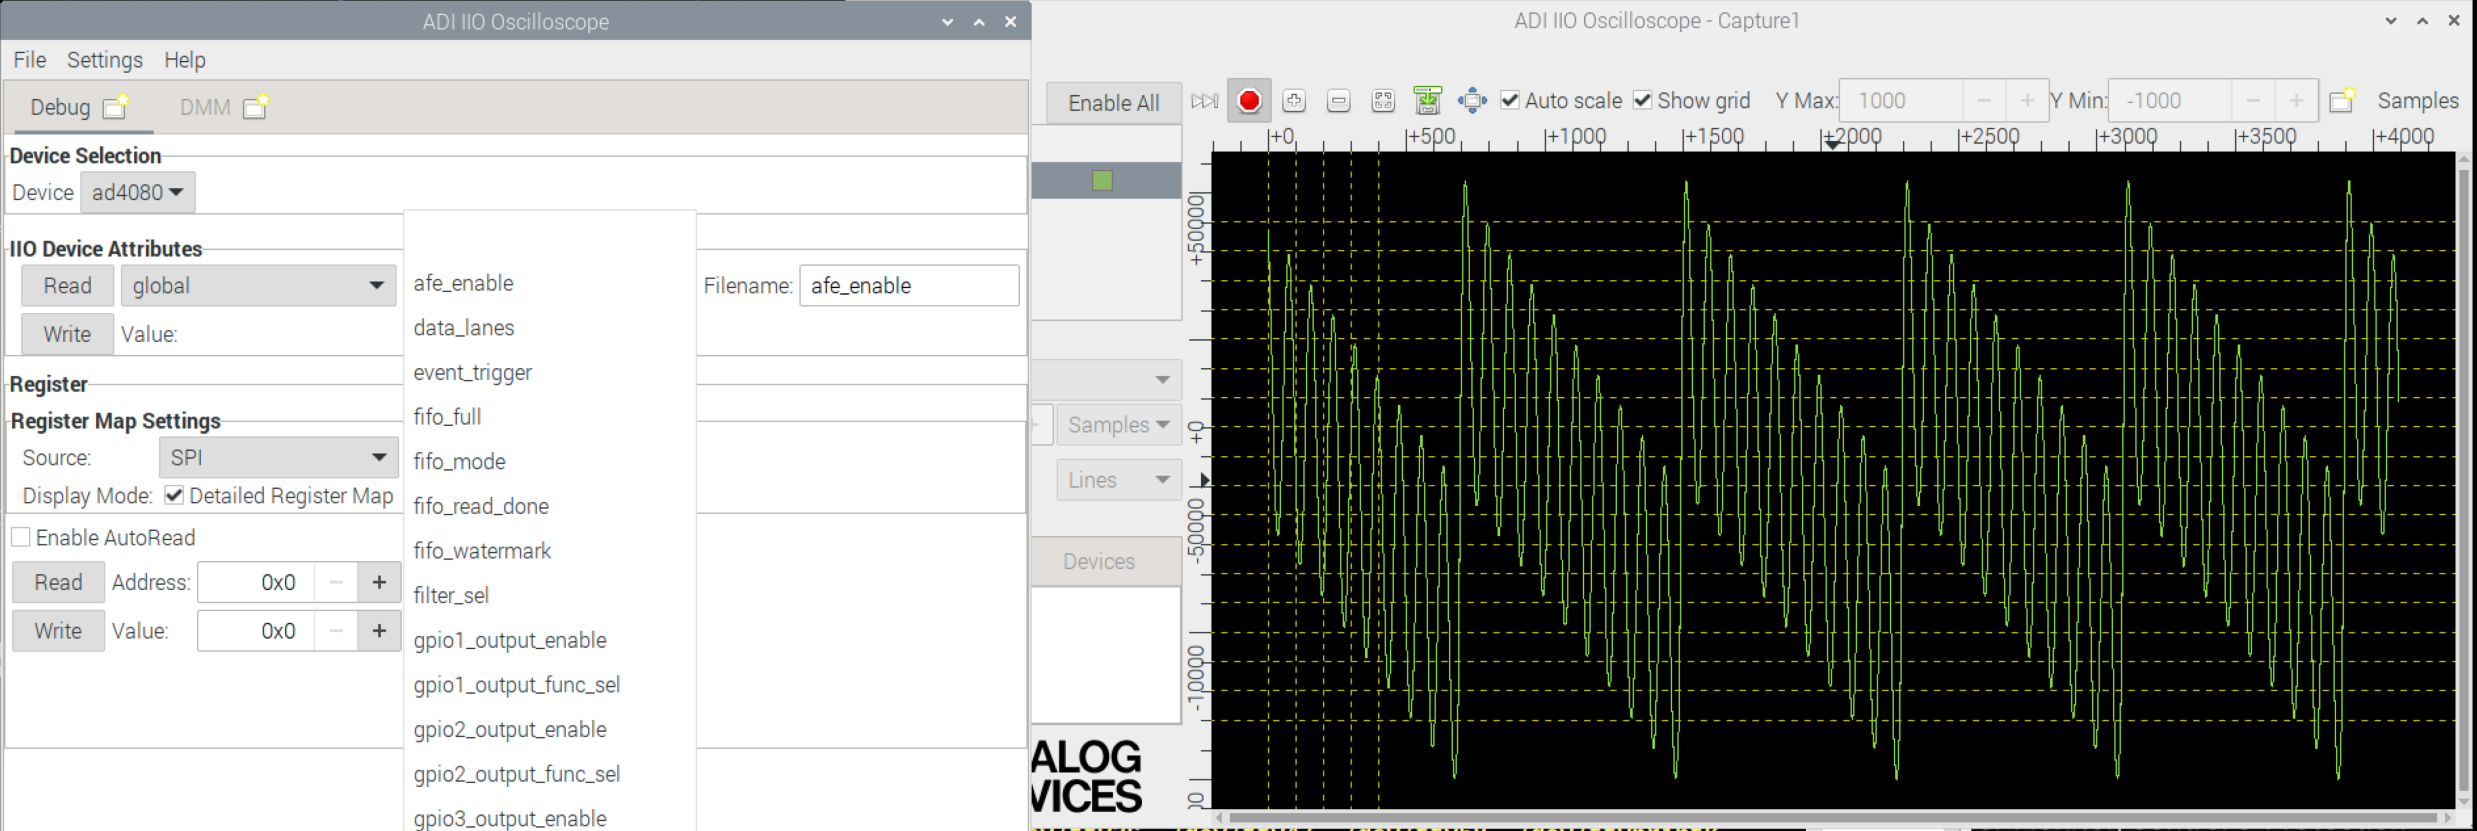 ADI IIO Oscilloscope
File Settings Help
Debug DMM
Device Selection
Device ad4080
IIO Device Attributes
Read global
Filename: afe_enable
Write Value:
Register
Register Map Settings
Source: SPI
Display Mode: Detailed Register Map
Enable AutoRead
Read Address: 0x0 − +
Write Value: 0x0 − +
afe_enable
data_lanes
event_trigger
fifo_full
fifo_mode
fifo_read_done
fifo_watermark
filter_sel
gpio1_output_enable
gpio1_output_func_sel
gpio2_output_enable
gpio2_output_func_sel
gpio3_output_enable
ADI IIO Oscilloscope - Capture1
Enable All Auto scale Show grid Y Max: 1000 − + Y Min: -1000 − + Samples
+0 +500 +1000 +1500 +2000 +2500 +3000 +3500 +4000
+50000
+0
-50000
-10000
Samples
Lines
Devices
ALOG
VICES